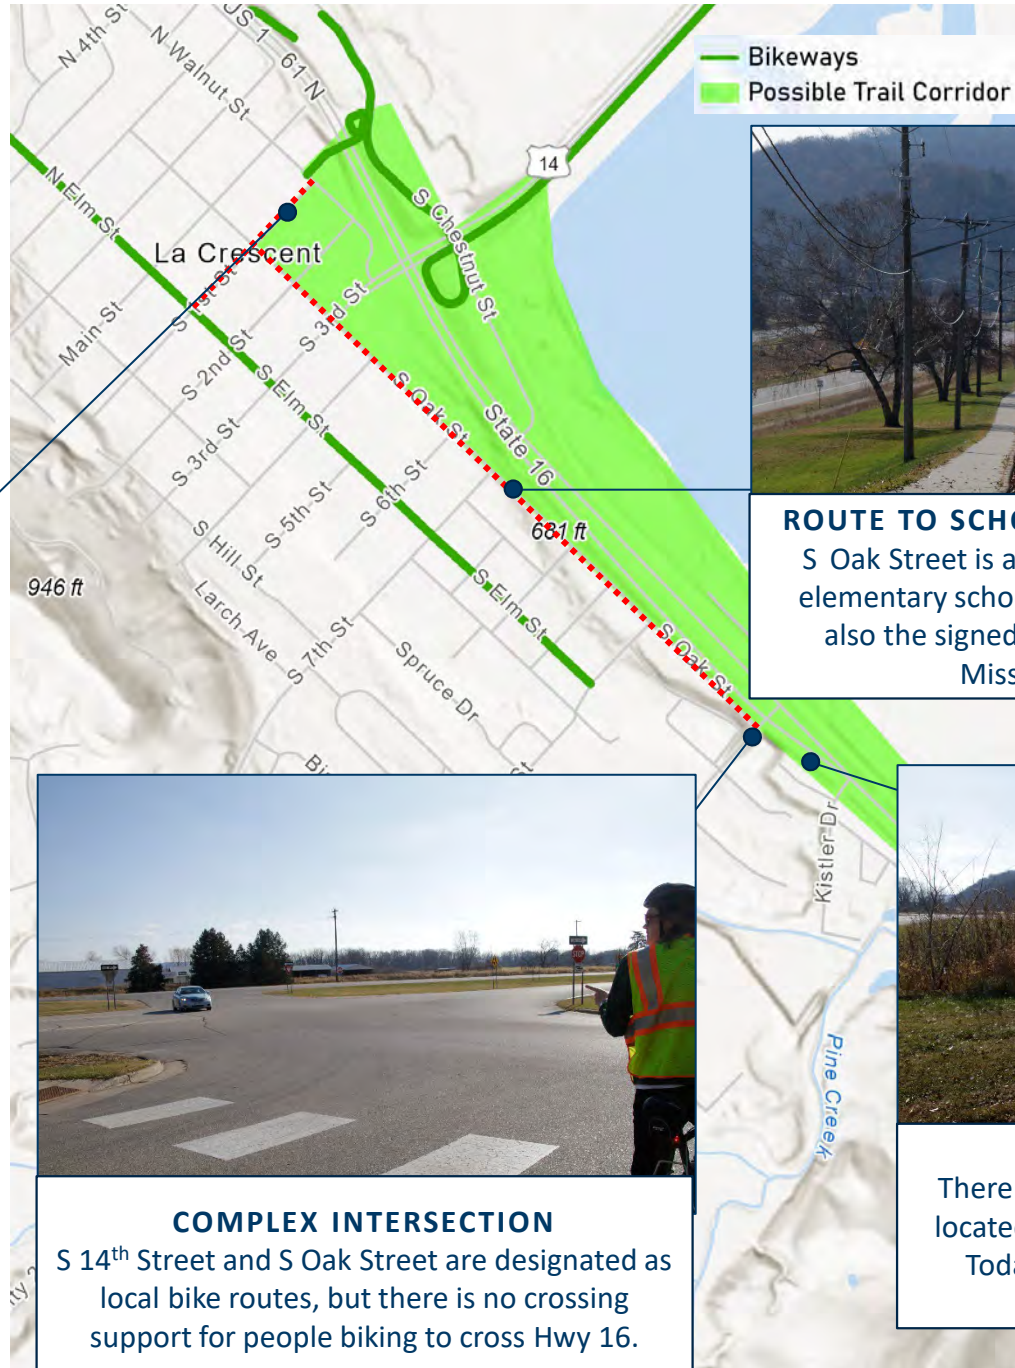 Bikeways
Possible Trail Corridor
N 4th St
N Walnut St
US 1
61 N
14
N Elm St
S Chestnut St
La Crescent
S 1st St
Main St
S 2nd St
S 3rd St
S 3rd St
S Elm St
S Oak St
State 16
S 5th St
S 6th St
681 ft
946 ft
S Hill St
Larch Ave
S 7th St
Spruce Dr
S Elm St
S Oak St
St
Kistler Dr
Pine Creek
ROUTE TO SCHO
S Oak Street is a
elementary scho
also the signed
Miss
COMPLEX INTERSECTION
S 14th Street and S Oak Street are designated as
local bike routes, but there is no crossing
support for people biking to cross Hwy 16.
There
located
Toda